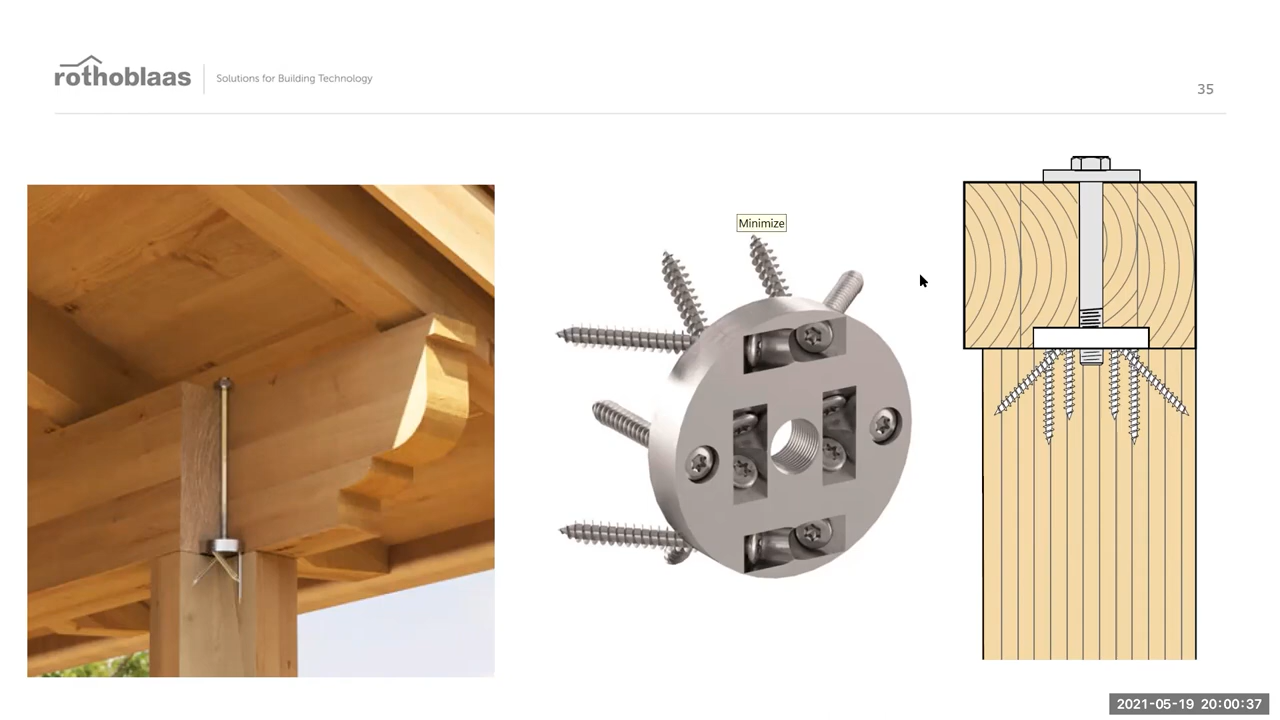 rothoblaas
Solutions for Building Technology
35
Minimize
2021-05-19 20:00:37